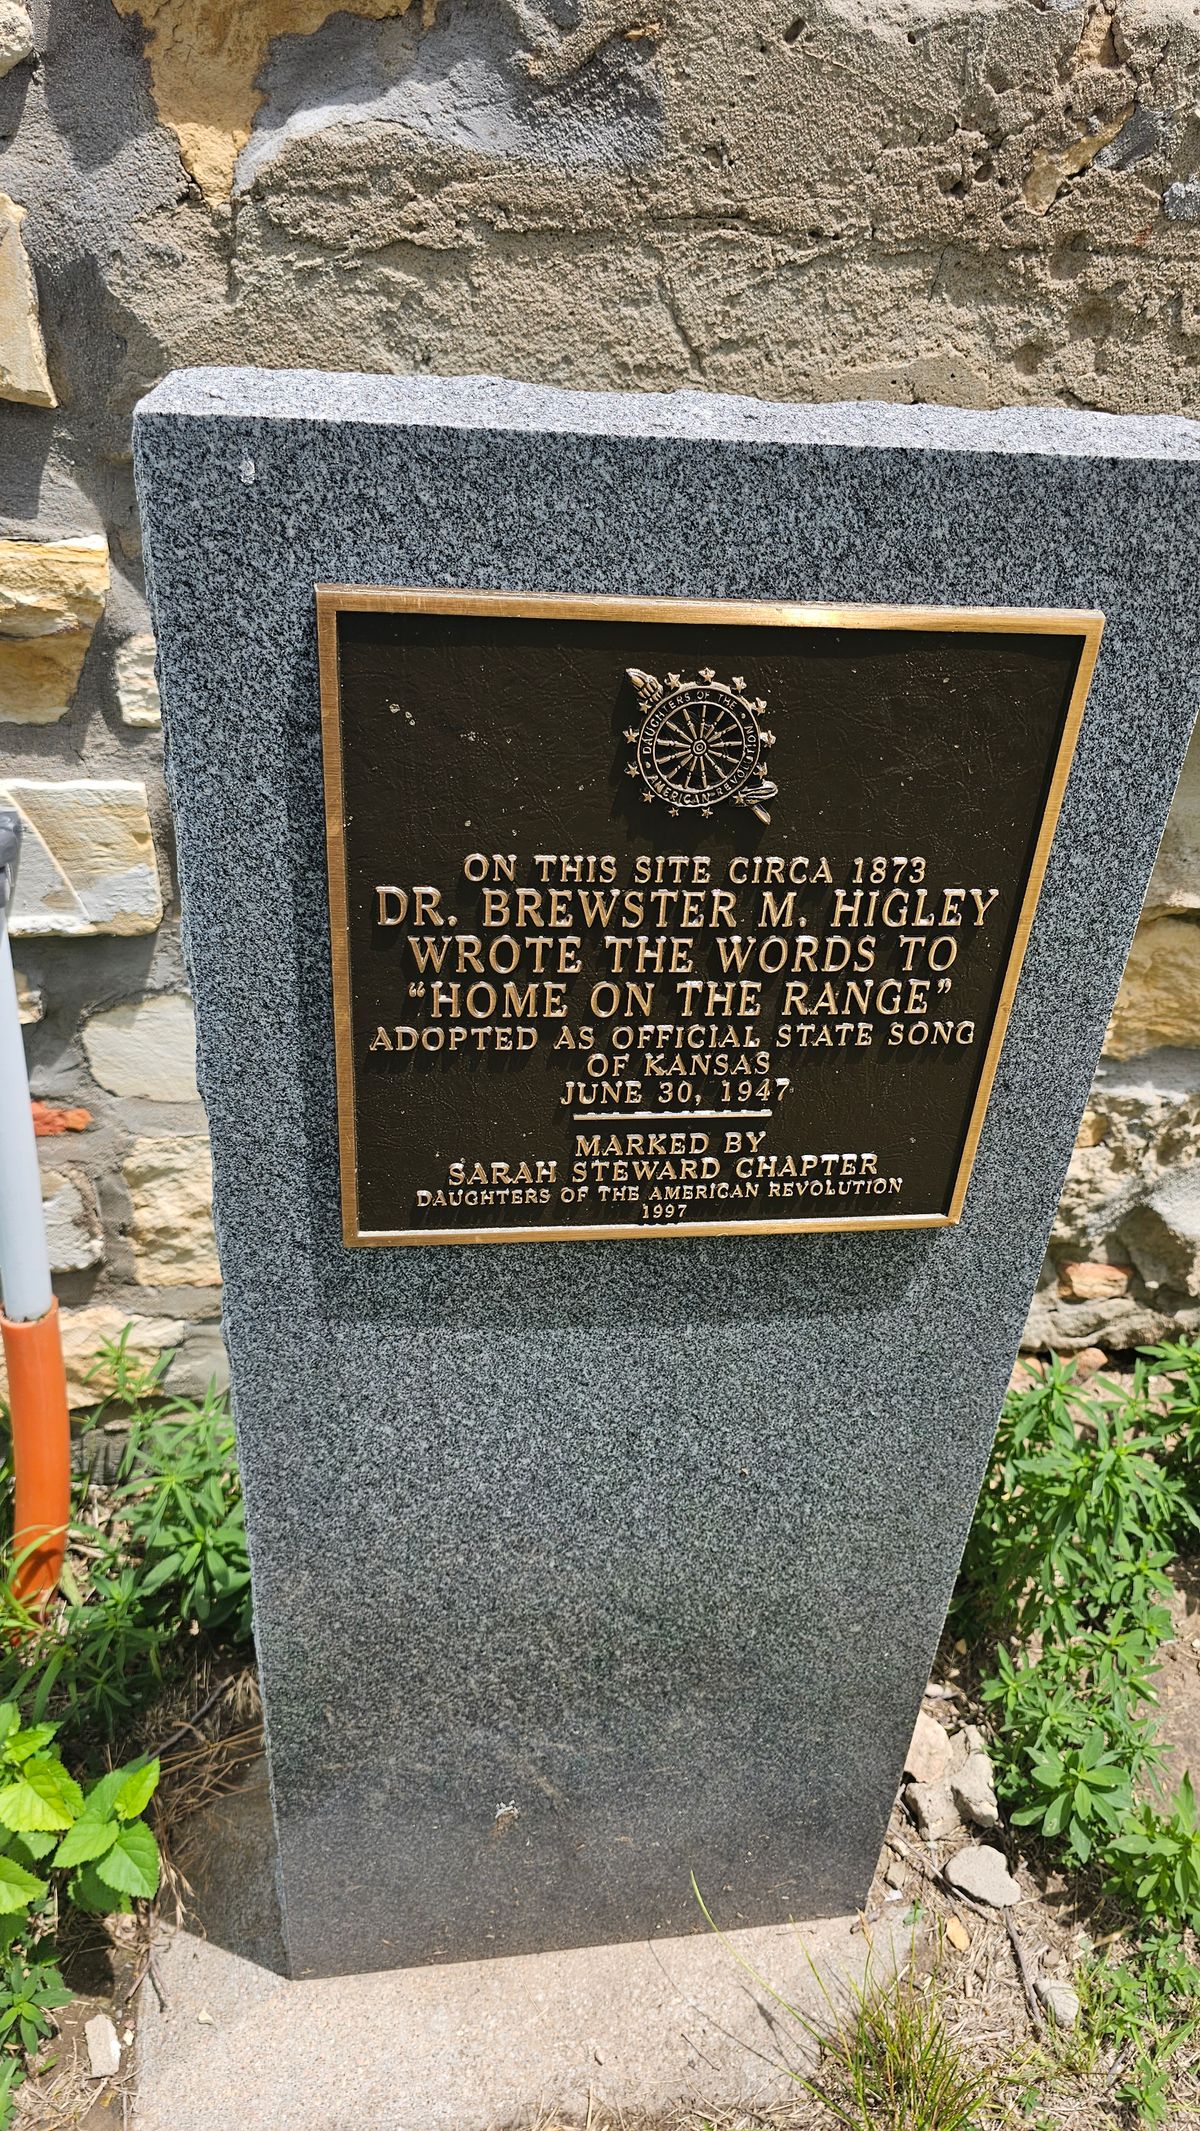 DAUGHTERS OF THE AMERICAN REVOLUTION
ON THIS SITE CIRCA 1873
DR. BREWSTER M. HIGLEY
WROTE THE WORDS TO
“HOME ON THE RANGE”
ADOPTED AS OFFICIAL STATE SONG
OF KANSAS
JUNE 30, 1947
MARKED BY
SARAH STEWARD CHAPTER
DAUGHTERS OF THE AMERICAN REVOLUTION
1997